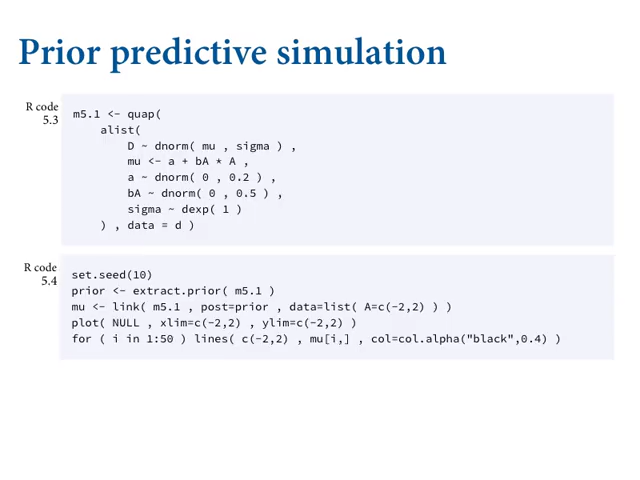 Prior predictive simulation
R code
5.3
m5.1 <- quap(
    alist(
        D ~ dnorm( mu , sigma ) ,
        mu <- a + bA * A ,
        a ~ dnorm( 0 , 0.2 ) ,
        bA ~ dnorm( 0 , 0.5 ) ,
        sigma ~ dexp( 1 )
    ) , data = d )
R code
5.4
set.seed(10)
prior <- extract.prior( m5.1 )
mu <- link( m5.1 , post=prior , data=list( A=c(-2,2) ) )
plot( NULL , xlim=c(-2,2) , ylim=c(-2,2) )
for ( i in 1:50 ) lines( c(-2,2) , mu[i,] , col=col.alpha("black",0.4) )